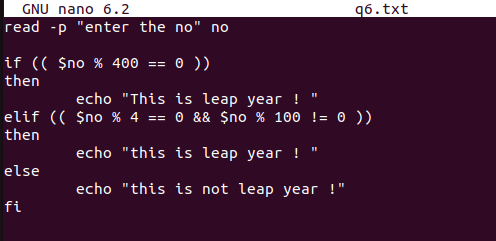 GNU nano 6.2 q6.txt
read -p "enter the no" no
if (( $no % 400 == 0 ))
then
echo "This is leap year ! "
elif (( $no % 4 == 0 && $no % 100 != 0 ))
then
echo "this is leap year ! "
else
echo "this is not leap year !"
fi